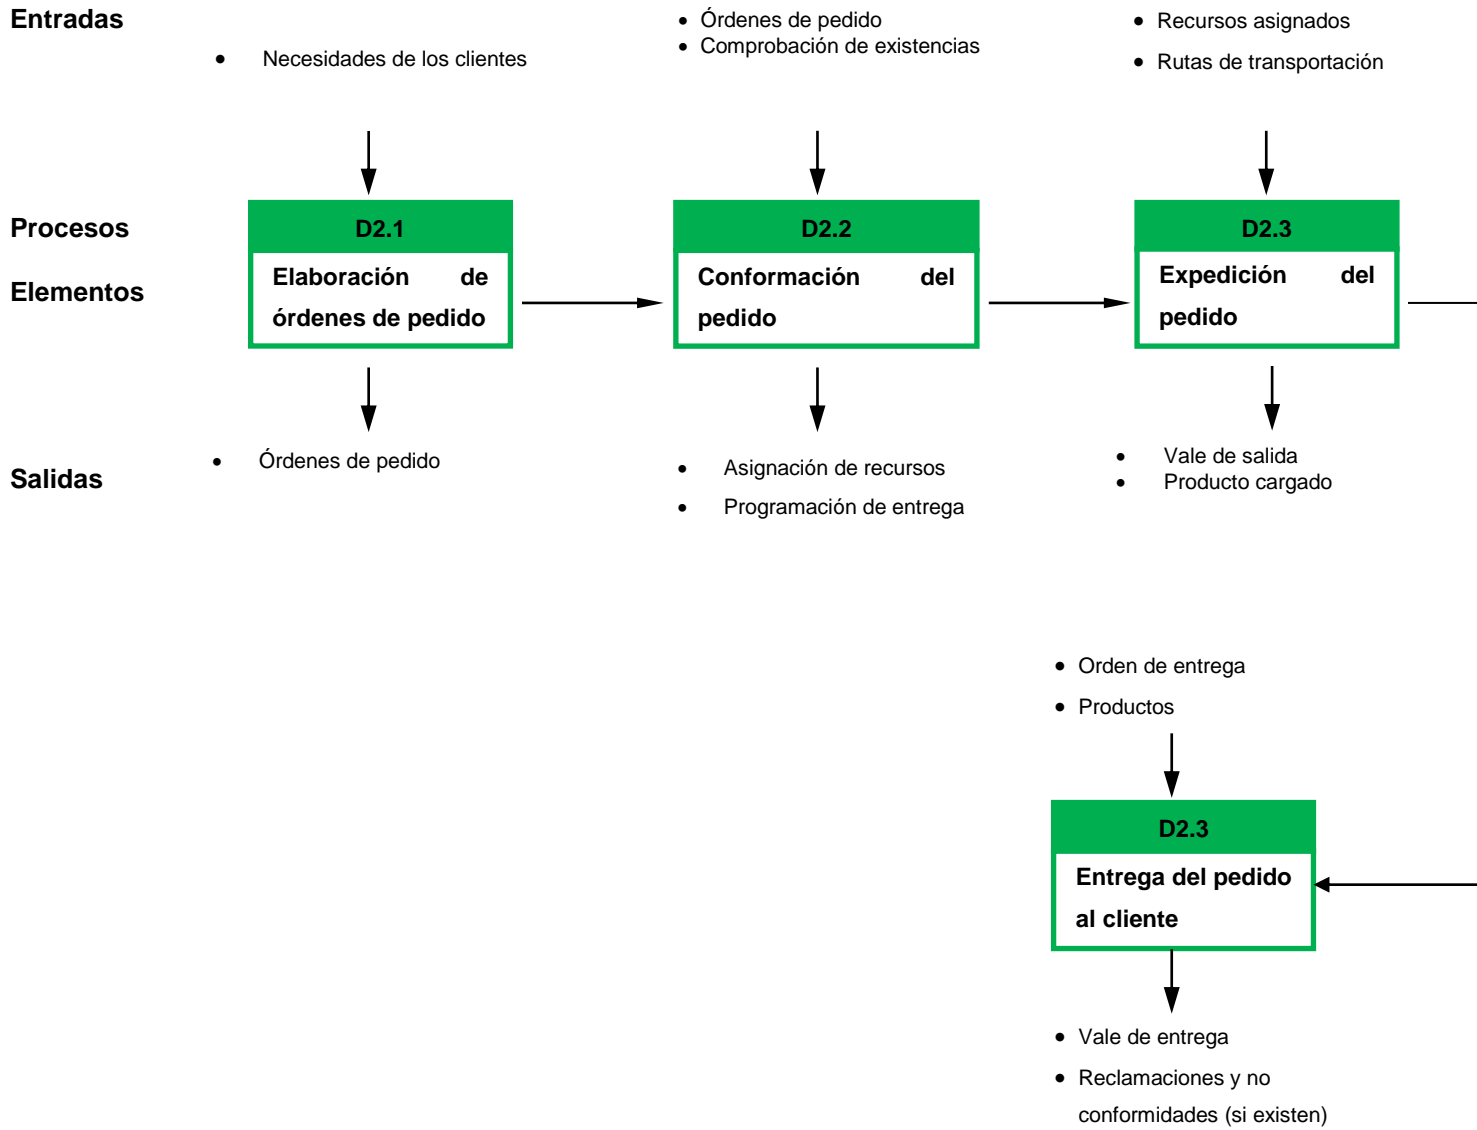 Entradas
• Necesidades de los clientes
• Órdenes de pedido
• Comprobación de existencias
• Recursos asignados
• Rutas de transportación
Procesos
Elementos
D2.1
Elaboración de
órdenes de pedido
D2.2
Conformación del
pedido
D2.3
Expedición del
pedido
Salidas
• Órdenes de pedido
• Asignación de recursos
• Programación de entrega
• Vale de salida
• Producto cargado
• Orden de entrega
• Productos
D2.3
Entrega del pedido
al cliente
• Vale de entrega
• Reclamaciones y no
conformidades (si existen)